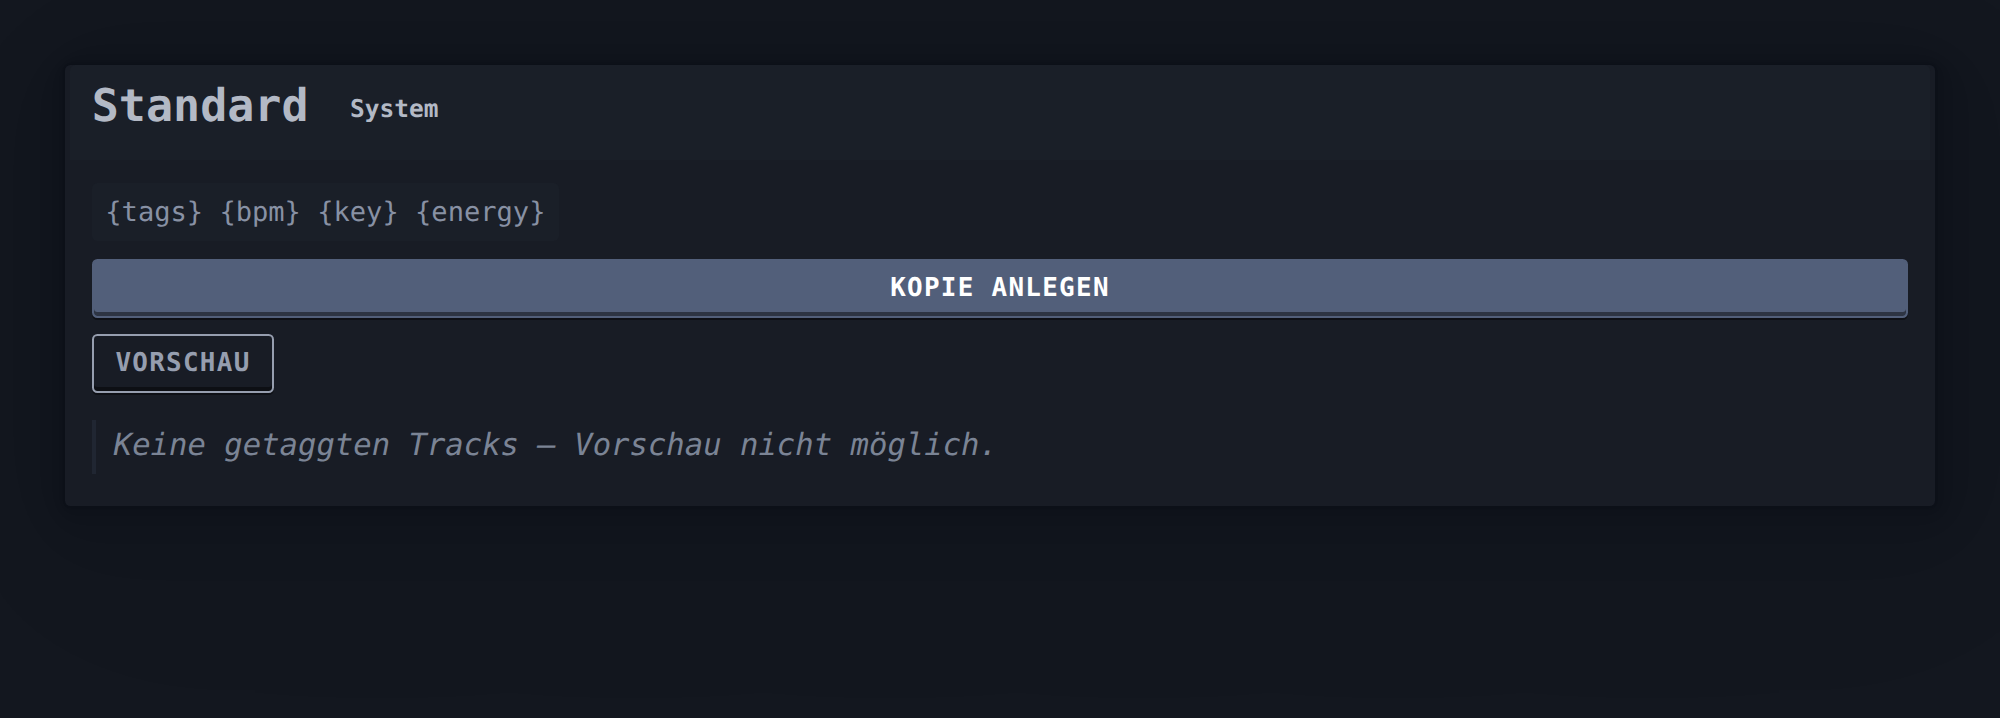 Standard System
{tags} {bpm} {key} {energy}
KOPIE ANLEGEN
VORSCHAU
Keine getaggten Tracks – Vorschau nicht möglich.